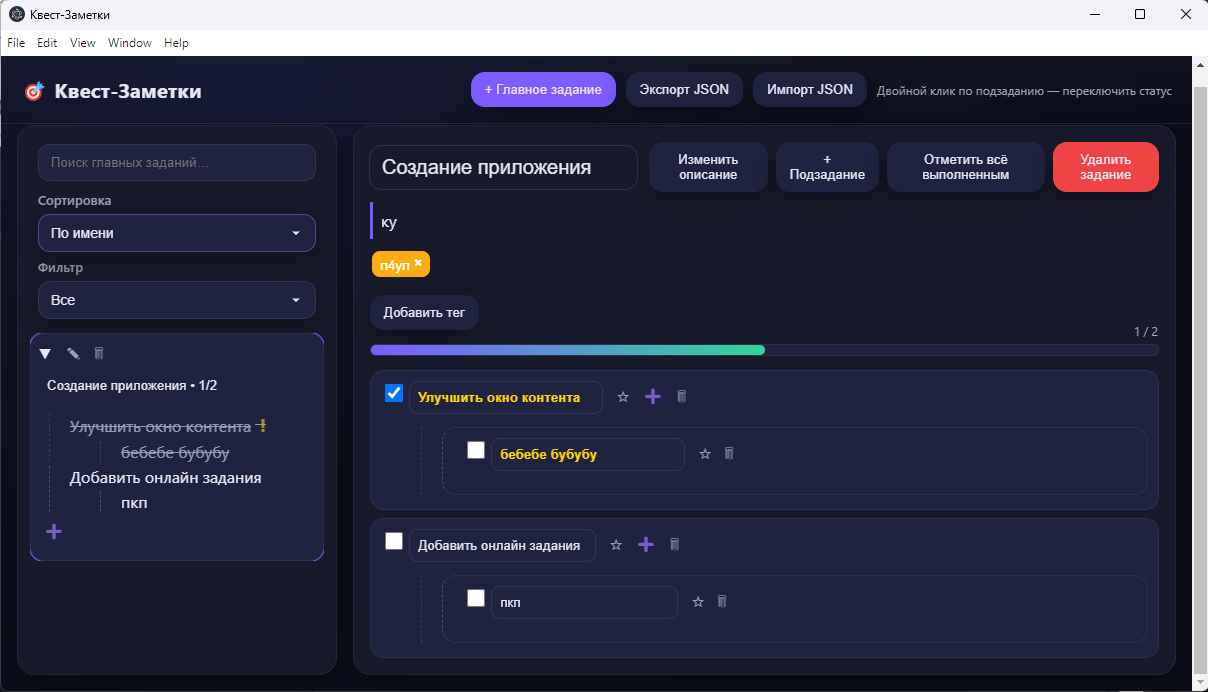 Квест-Заметки
File Edit View Window Help
🎯 Квест-Заметки
+ Главное задание
Экспорт JSON
Импорт JSON
Двойной клик по подзаданию — переключить статус
Поиск главных заданий...
Сортировка
По имени
Фильтр
Все
Создание приложения • 1/2
Улучшить окно контента !
бебебе бубубу
Добавить онлайн задания
пкп
+
Создание приложения
Изменить
описание
+
Подзадание
Отметить всё
выполненным
Удалить
задание
ку
п4уп ×
Добавить тег
1 / 2
Улучшить окно контента
бебебе бубубу
Добавить онлайн задания
пкп